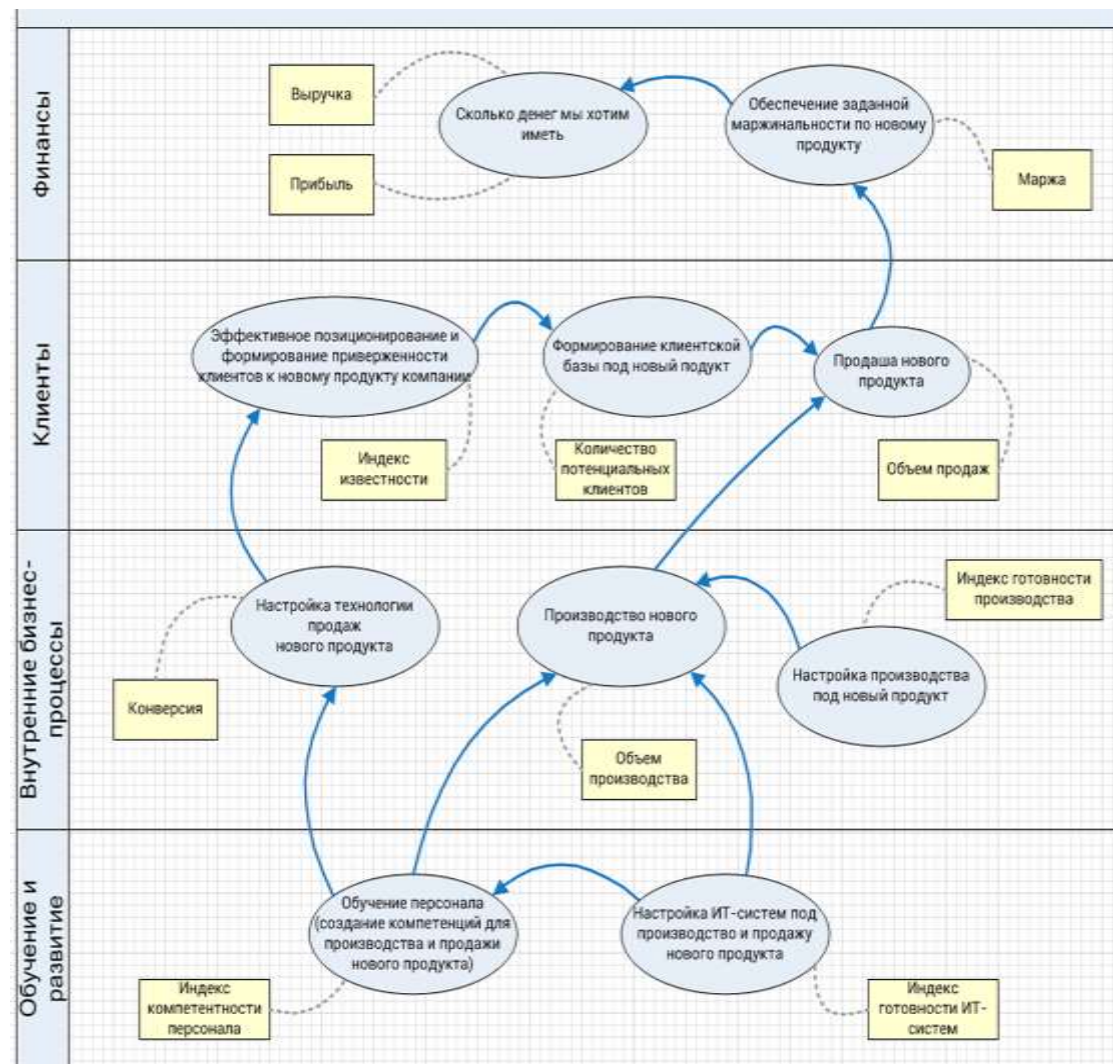 Финансы
Выручка
Сколько денег мы хотим
иметь
Обеспечение заданной
маржинальности по новому
продукту
Прибыль
Маржа
Клиенты
Эффективное позиционирование и
формирование приверженности
клиентов к новому продукту компании
Формирование клиентской
базы под новый подукт
Продаша нового
продукта
Индекс
известности
Количество
потенциальных
клиентов
Объем продаж
Внутренние бизнес-
процессы
Настройка технологии
продаж
нового продукта
Производство нового
продукта
Индекс готовности
производства
Настройка производства
под новый продукт
Конверсия
Объем
производства
Обучение и
развитие
Обучение персонала
(создание компетенций для
производства и продажи
нового продукта)
Настройка ИТ-систем под
производство и продажу
нового продукта
Индекс
компетентности
персонала
Индекс
готовности ИТ-
систем